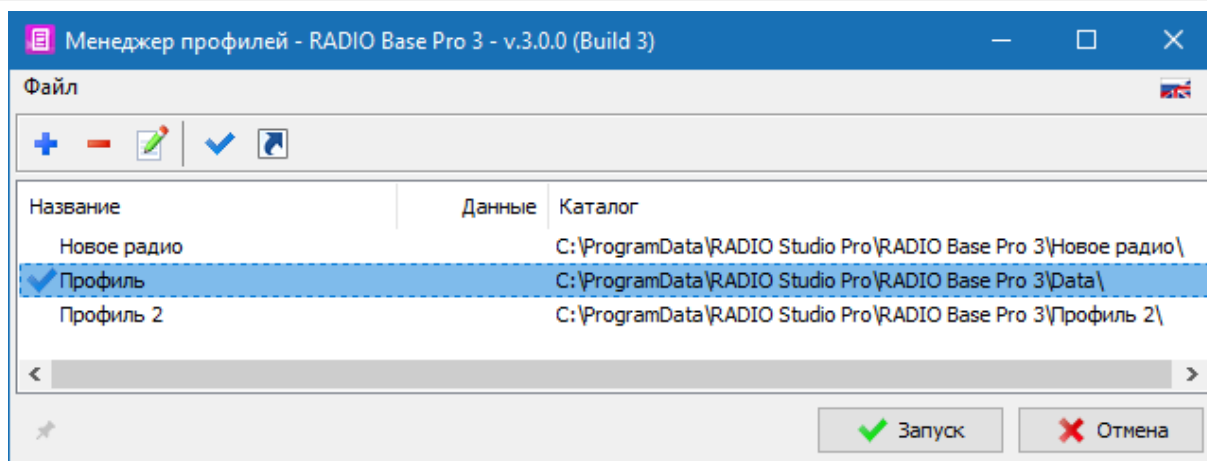 Менеджер профилей - RADIO Base Pro 3 - v.3.0.0 (Build 3)
Файл
Название Данные Каталог
Новое радио C:\ProgramData\RADIO Studio Pro\RADIO Base Pro 3\Новое радио\
Профиль C:\ProgramData\RADIO Studio Pro\RADIO Base Pro 3\Data\
Профиль 2 C:\ProgramData\RADIO Studio Pro\RADIO Base Pro 3\Профиль 2\
Запуск Отмена